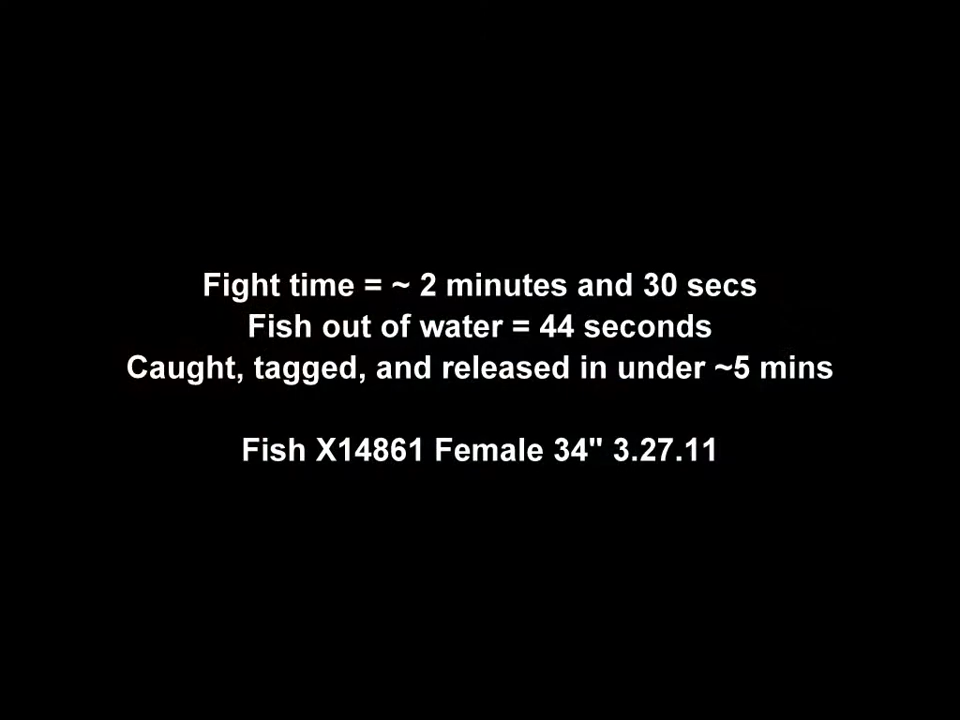 Fight time = ~ 2 minutes and 30 secs
Fish out of water = 44 seconds
Caught, tagged, and released in under ~5 mins
Fish X14861 Female 34" 3.27.11